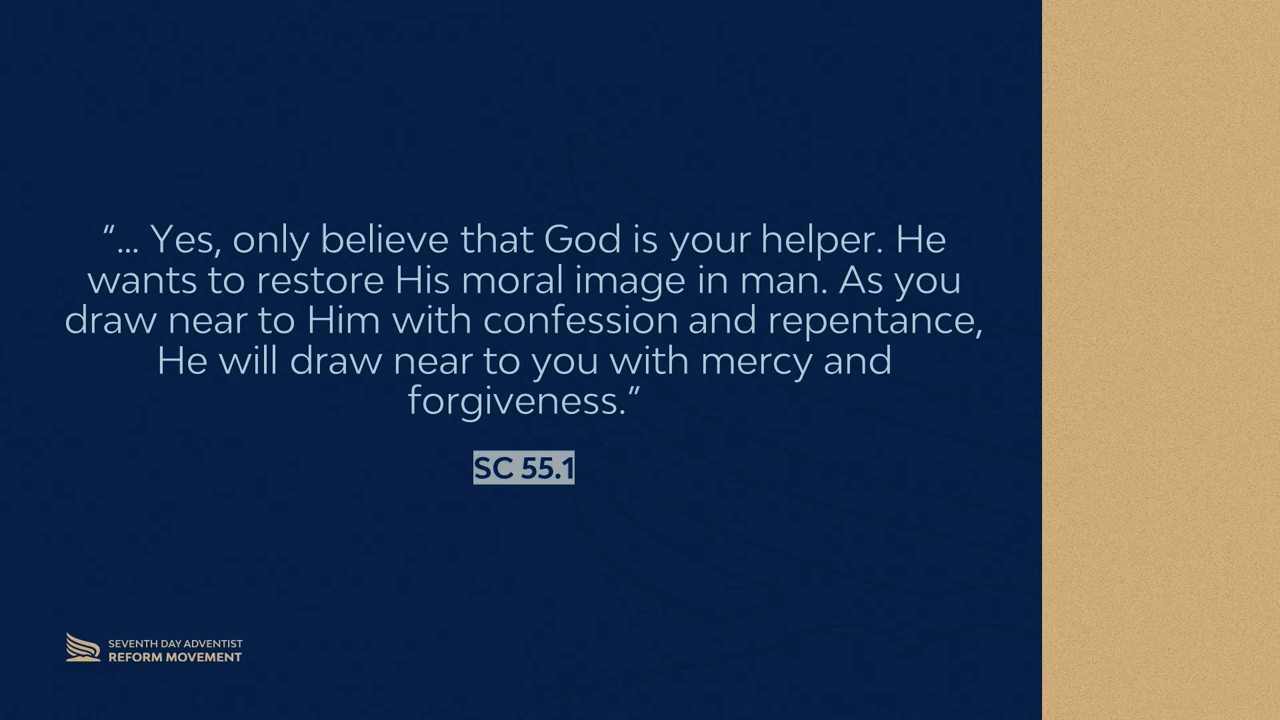 “... Yes, only believe that God is your helper. He
wants to restore His moral image in man. As you
draw near to Him with confession and repentance,
He will draw near to you with mercy and
forgiveness.”
SC 55.1
SEVENTH DAY ADVENTIST
REFORM MOVEMENT